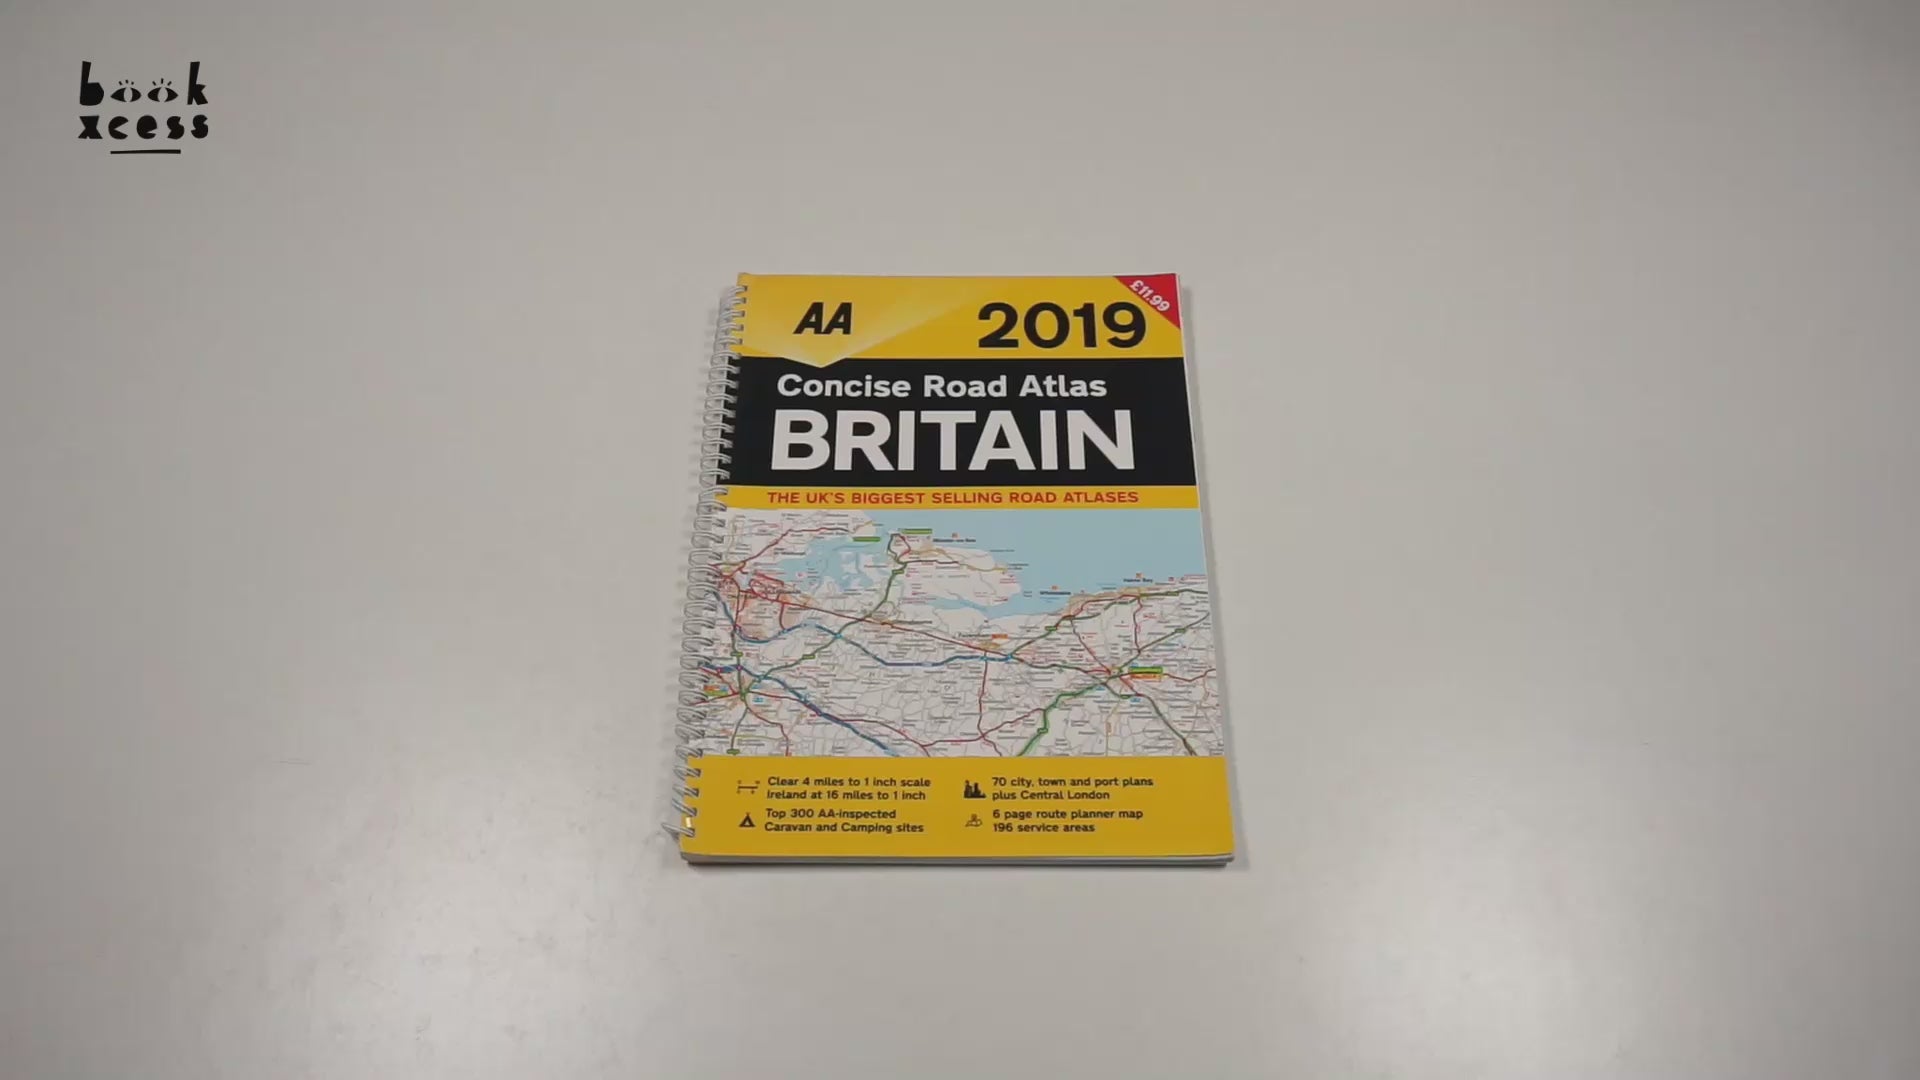 book
xcess
£11.99
AA
2019
Concise Road Atlas
BRITAIN
THE UK'S BIGGEST SELLING ROAD ATLASES
Clear 4 miles to 1 inch scale
Ireland at 16 miles to 1 inch
Top 300 AA-inspected
Caravan and Camping sites
70 city, town and port plans
plus Central London
6 page route planner map
196 service areas